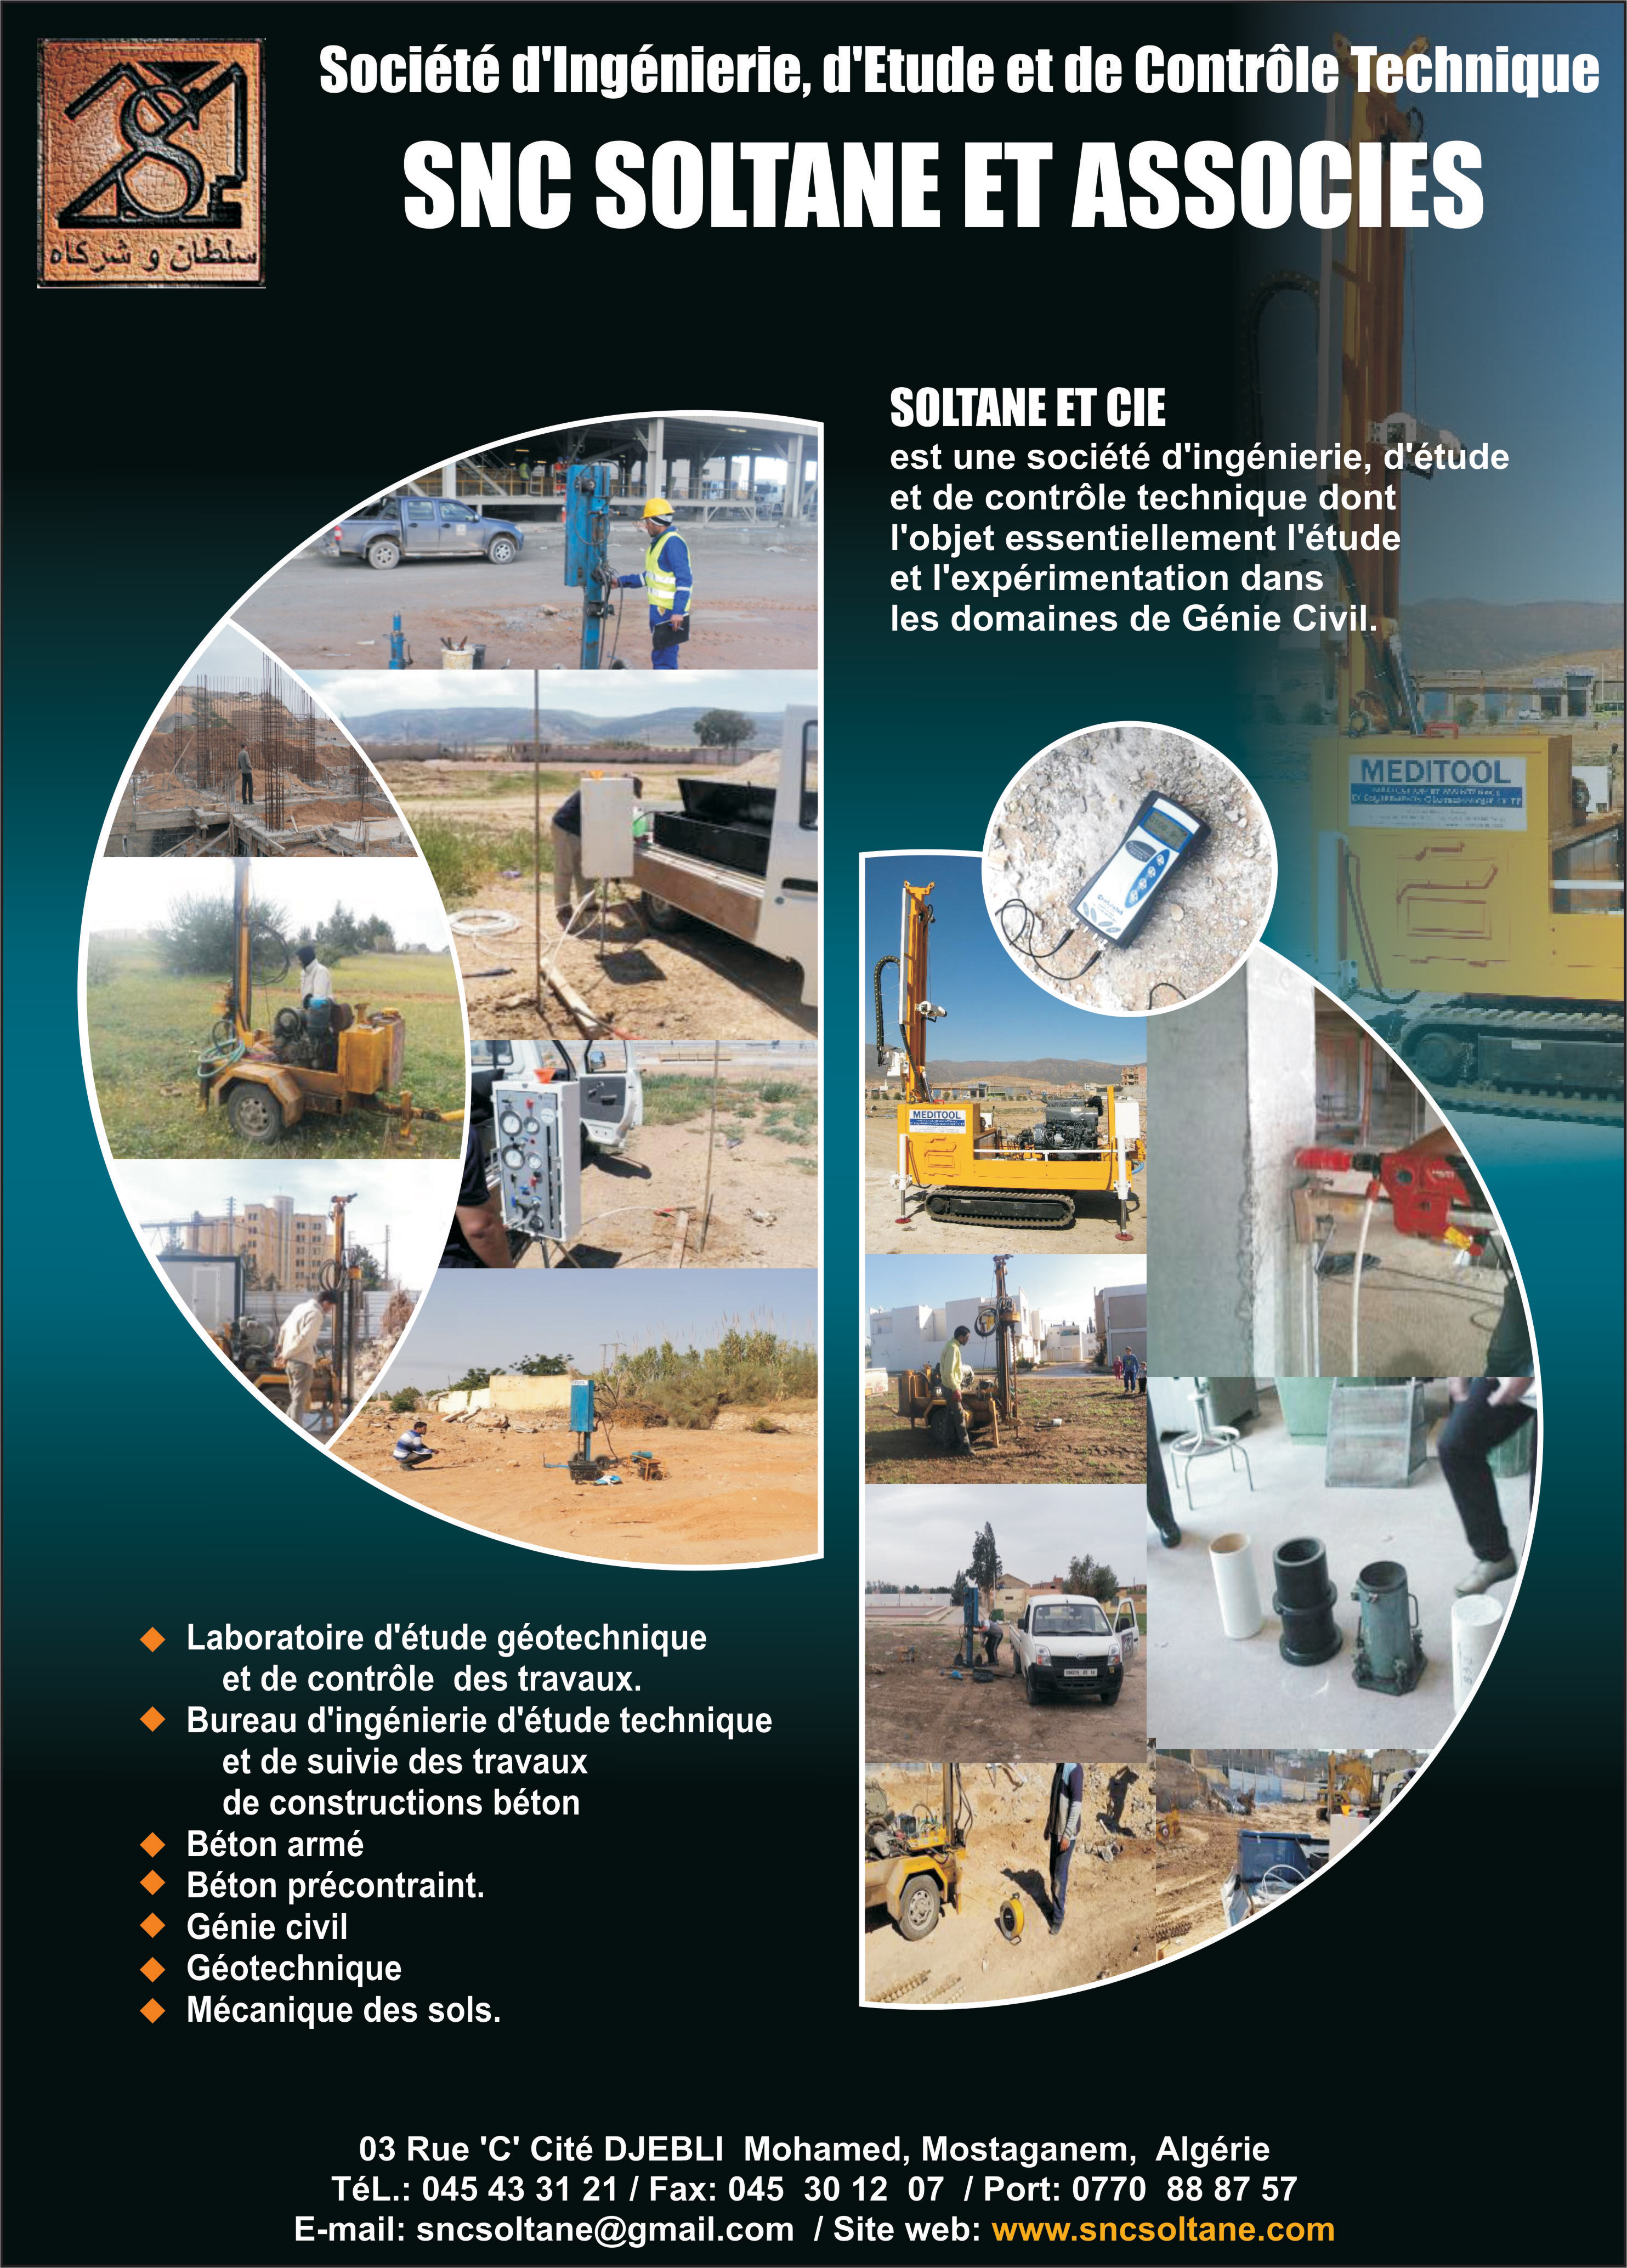 Société d'Ingénierie, d'Etude et de Contrôle Technique
SNC SOLTANE ET ASSOCIES
سلطان و شركاه
SOLTANE ET CIE
est une société d'ingénierie, d'étude
et de contrôle technique dont
l'objet essentiellement l'étude
et l'expérimentation dans
les domaines de Génie Civil.
MEDITOOL
MEDITOOL
Laboratoire d'étude géotechnique
et de contrôle des travaux.
Bureau d'ingénierie d'étude technique
et de suivie des travaux
de constructions béton
Béton armé
Béton précontraint.
Génie civil
Géotechnique
Mécanique des sols.
03 Rue 'C' Cité DJEBLI Mohamed, Mostaganem, Algérie
TéL.: 045 43 31 21 / Fax: 045 30 12 07 / Port: 0770 88 87 57
E-mail: sncsoltane@gmail.com / Site web: www.sncsoltane.com